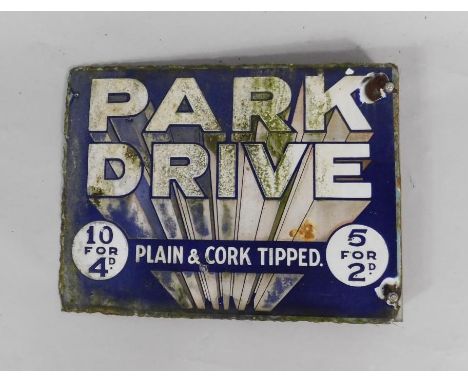 PARK
DRIVE
10
FOR
4D
PLAIN & CORK TIPPED.
5
FOR
2D.